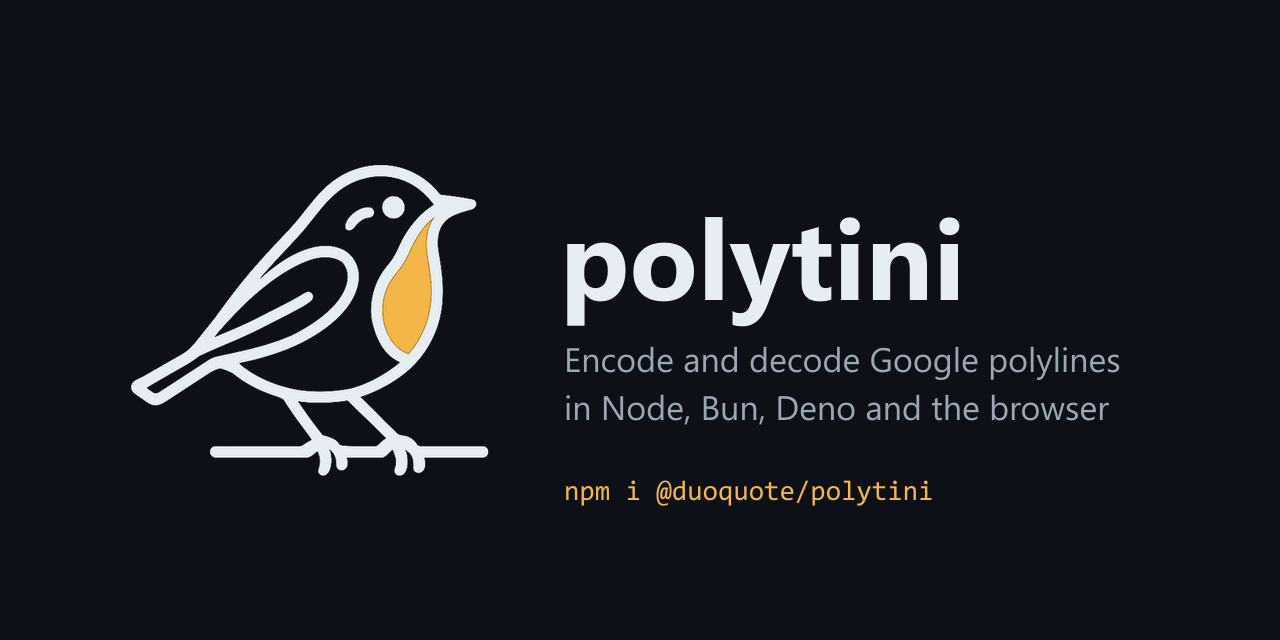 polytini
Encode and decode Google polylines
in Node, Bun, Deno and the browser
npm i @duoquote/polytini